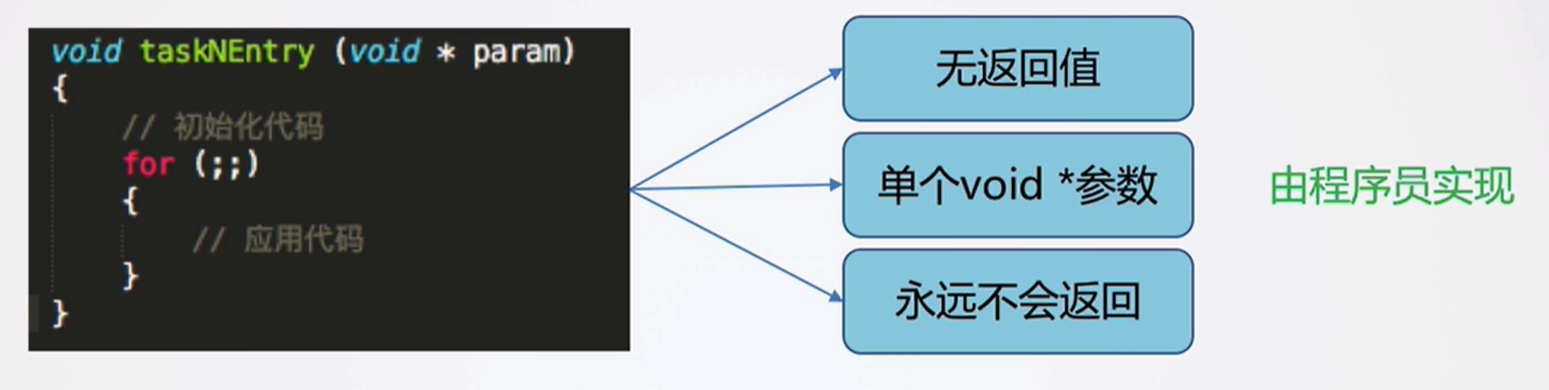 void taskNEntry (void * param)
{
// 初始化代码
for (;;)
{
// 应用代码
}
}
无返回值
单个void *参数
永远不会返回
由程序员实现